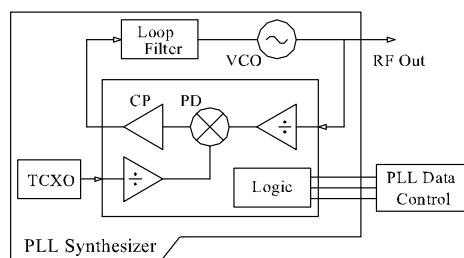 Loop
Filter
VCO
RF Out
CP
PD
÷
÷
TCXO
Logic
PLL Data
Control
PLL Synthesizer